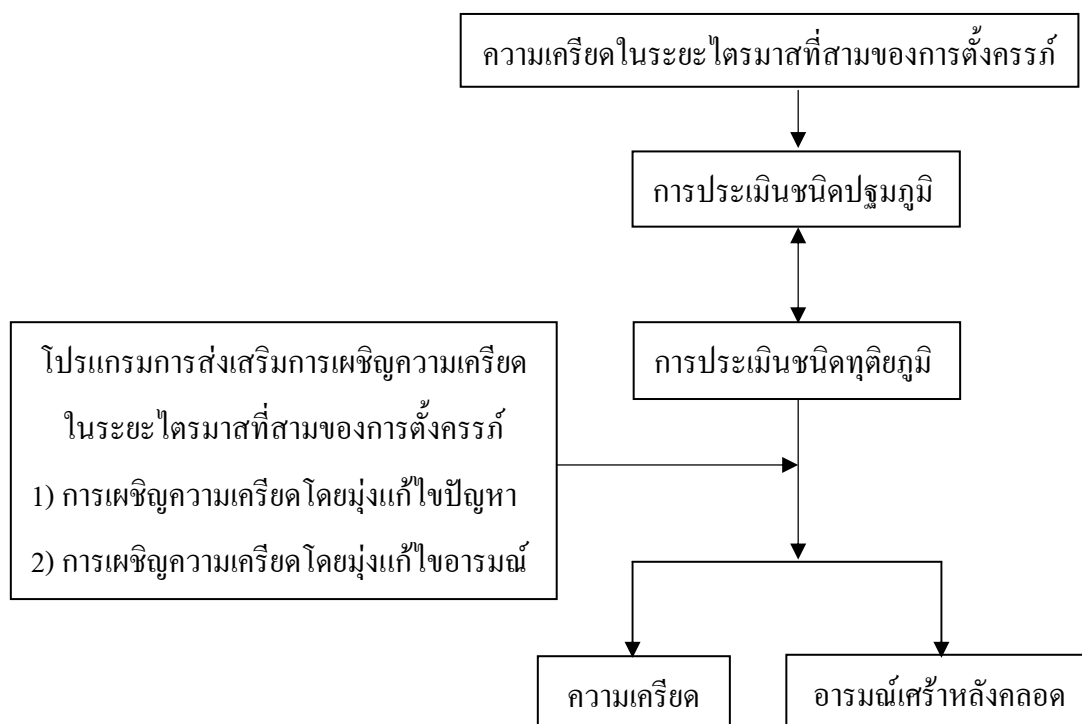 ความเครียดในระยะไตรมาสที่สามของการตั้งครรภ์
การประเมินชนิดปฐมภูมิ
การประเมินชนิดทุติยภูมิ
โปรแกรมการส่งเสริมการเผชิญความเครียด
ในระยะไตรมาสที่สามของการตั้งครรภ์
1) การเผชิญความเครียดโดยมุ่งแก้ไขปัญหา
2) การเผชิญความเครียดโดยมุ่งแก้ไขอารมณ์
ความเครียด
อารมณ์เศร้าหลังคลอด